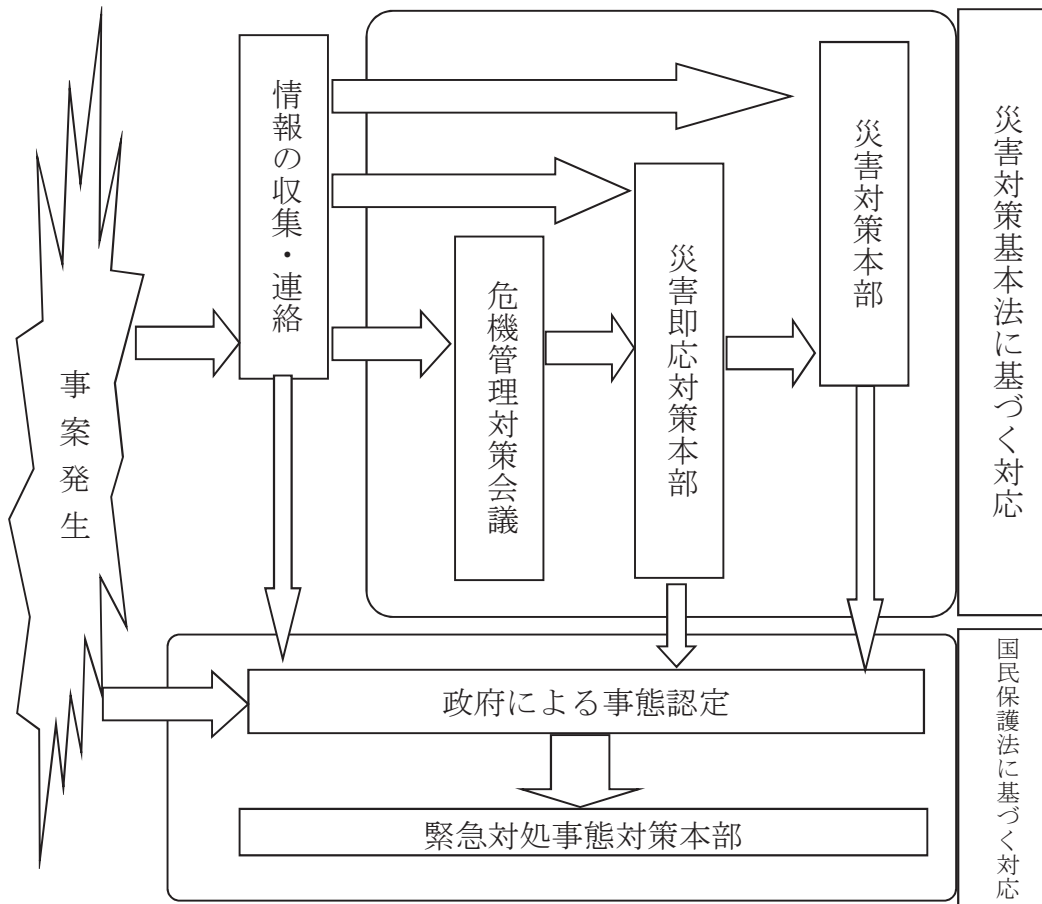 事案発生
情報の収集・連絡
危機管理対策会議
災害即応対策本部
災害対策本部
災害対策基本法に基づく対応
政府による事態認定
緊急対処事態対策本部
国民保護法に基づく対応